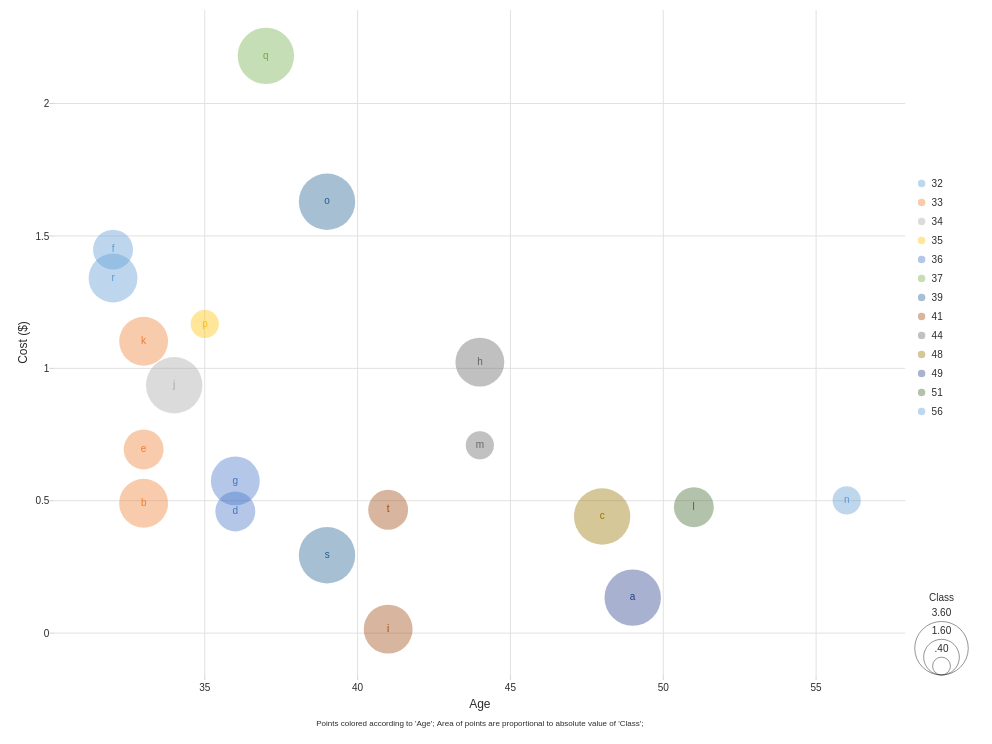 q
2
32
o
33
34
1.5
35
f
36
r
37
p
39
Cost ($)
k
41
h
44
1
j
48
49
51
56
m
e
g
0.5
b
d
t
c
l
n
s
a
Class
3.60
i
0
1.60
.40
35
40
45
50
55
Age
Points colored according to 'Age'; Area of points are proportional to absolute value of 'Class';